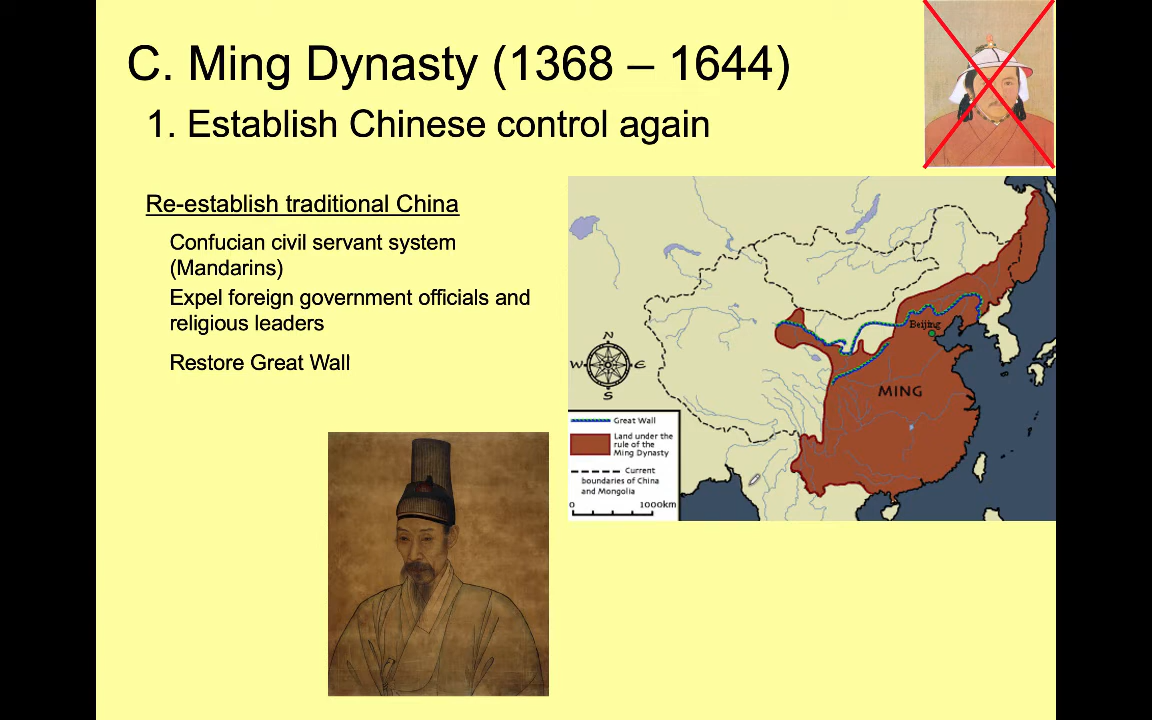 C. Ming Dynasty (1368 – 1644)
1. Establish Chinese control again
Re-establish traditional China
Confucian civil servant system
(Mandarins)
Expel foreign government officials and
religious leaders
Restore Great Wall
Beijing
N
W E
S
MING
Great Wall
Land under the
rule of the
Ming Dynasty
Current
boundaries of China
and Mongolia
0 1000km